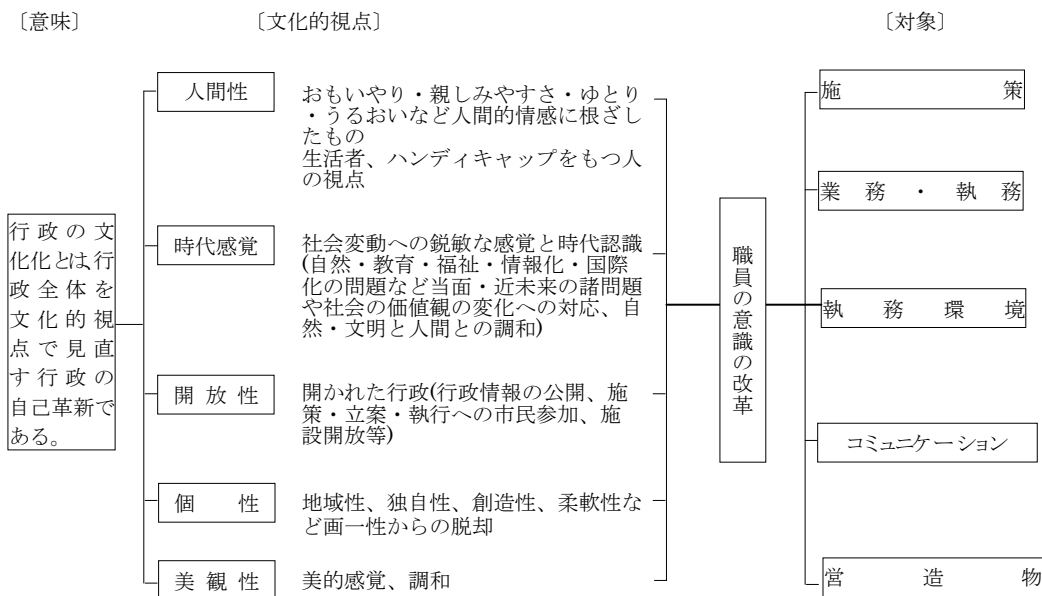 〔意味〕
〔文化的視点〕
〔対象〕
行政の文
化化とは、行
政全体を
文化的視
点で見直
す行政の
自己革新で
ある。
人間性
おもいやり・親しみやすさ・ゆとり
・うるおいなど人間的情感に根ざし
たもの
生活者、ハンディキャップをもつ人
の視点
時代感覚
社会変動への鋭敏な感覚と時代認識
(自然・教育・福祉・情報化・国際
化の問題など当面・近未来の諸問題
や社会の価値観の変化への対応、自
然・文明と人間との調和)
開放性
開かれた行政(行政情報の公開、施
策・立案・執行への市民参加、施
設開放等)
個性
地域性、独自性、創造性、柔軟性な
ど画一性からの脱却
美観性
美的感覚、調和
職員の意識の改革
施策
業務・執務
執務環境
コミュニケーション
営造物